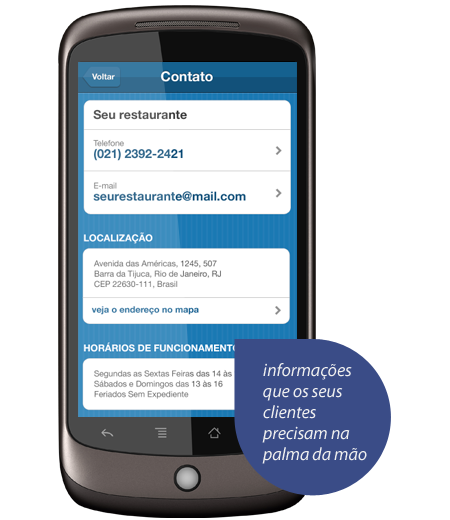 Voltar
Contato
Seu restaurante
Telefone
(021) 2392-2421
E-mail
seurestaurante@mail.com
LOCALIZAÇÃO
Avenida das Américas, 1245, 507
Barra da Tijuca, Rio de Janeiro, RJ
CEP 22630-111, Brasil
veja o endereço no mapa
HORÁRIOS DE FUNCIONAMENTO
Segundas as Sextas Feiras das 14 às
Sábados e Domingos das 13 às 16
Feriados Sem Expediente
informações
que os seus
clientes
precisam na
palma da mão